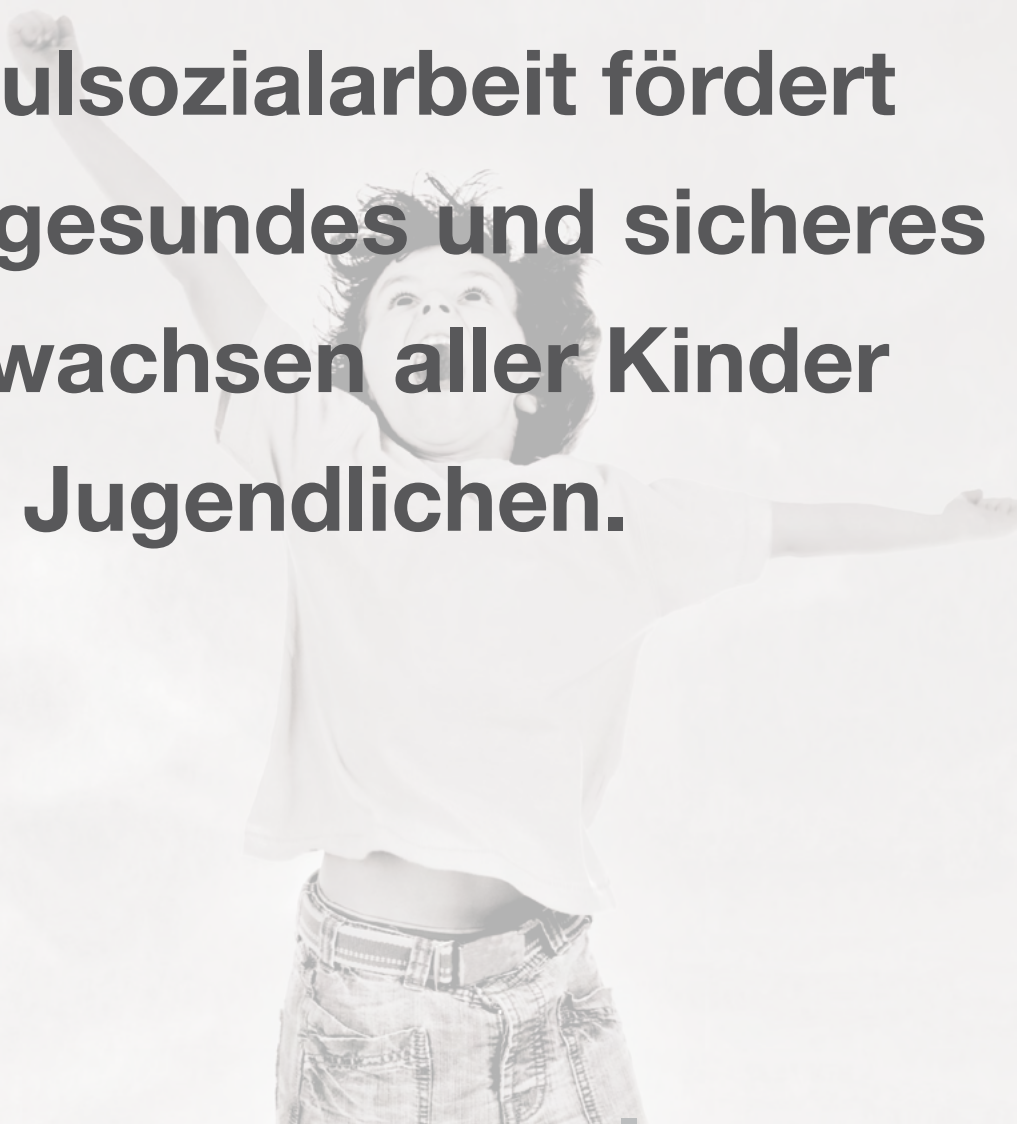 ulsozialarbeit fördert
gesundes und sicheres
wachsen aller Kinder
Jugendlichen.